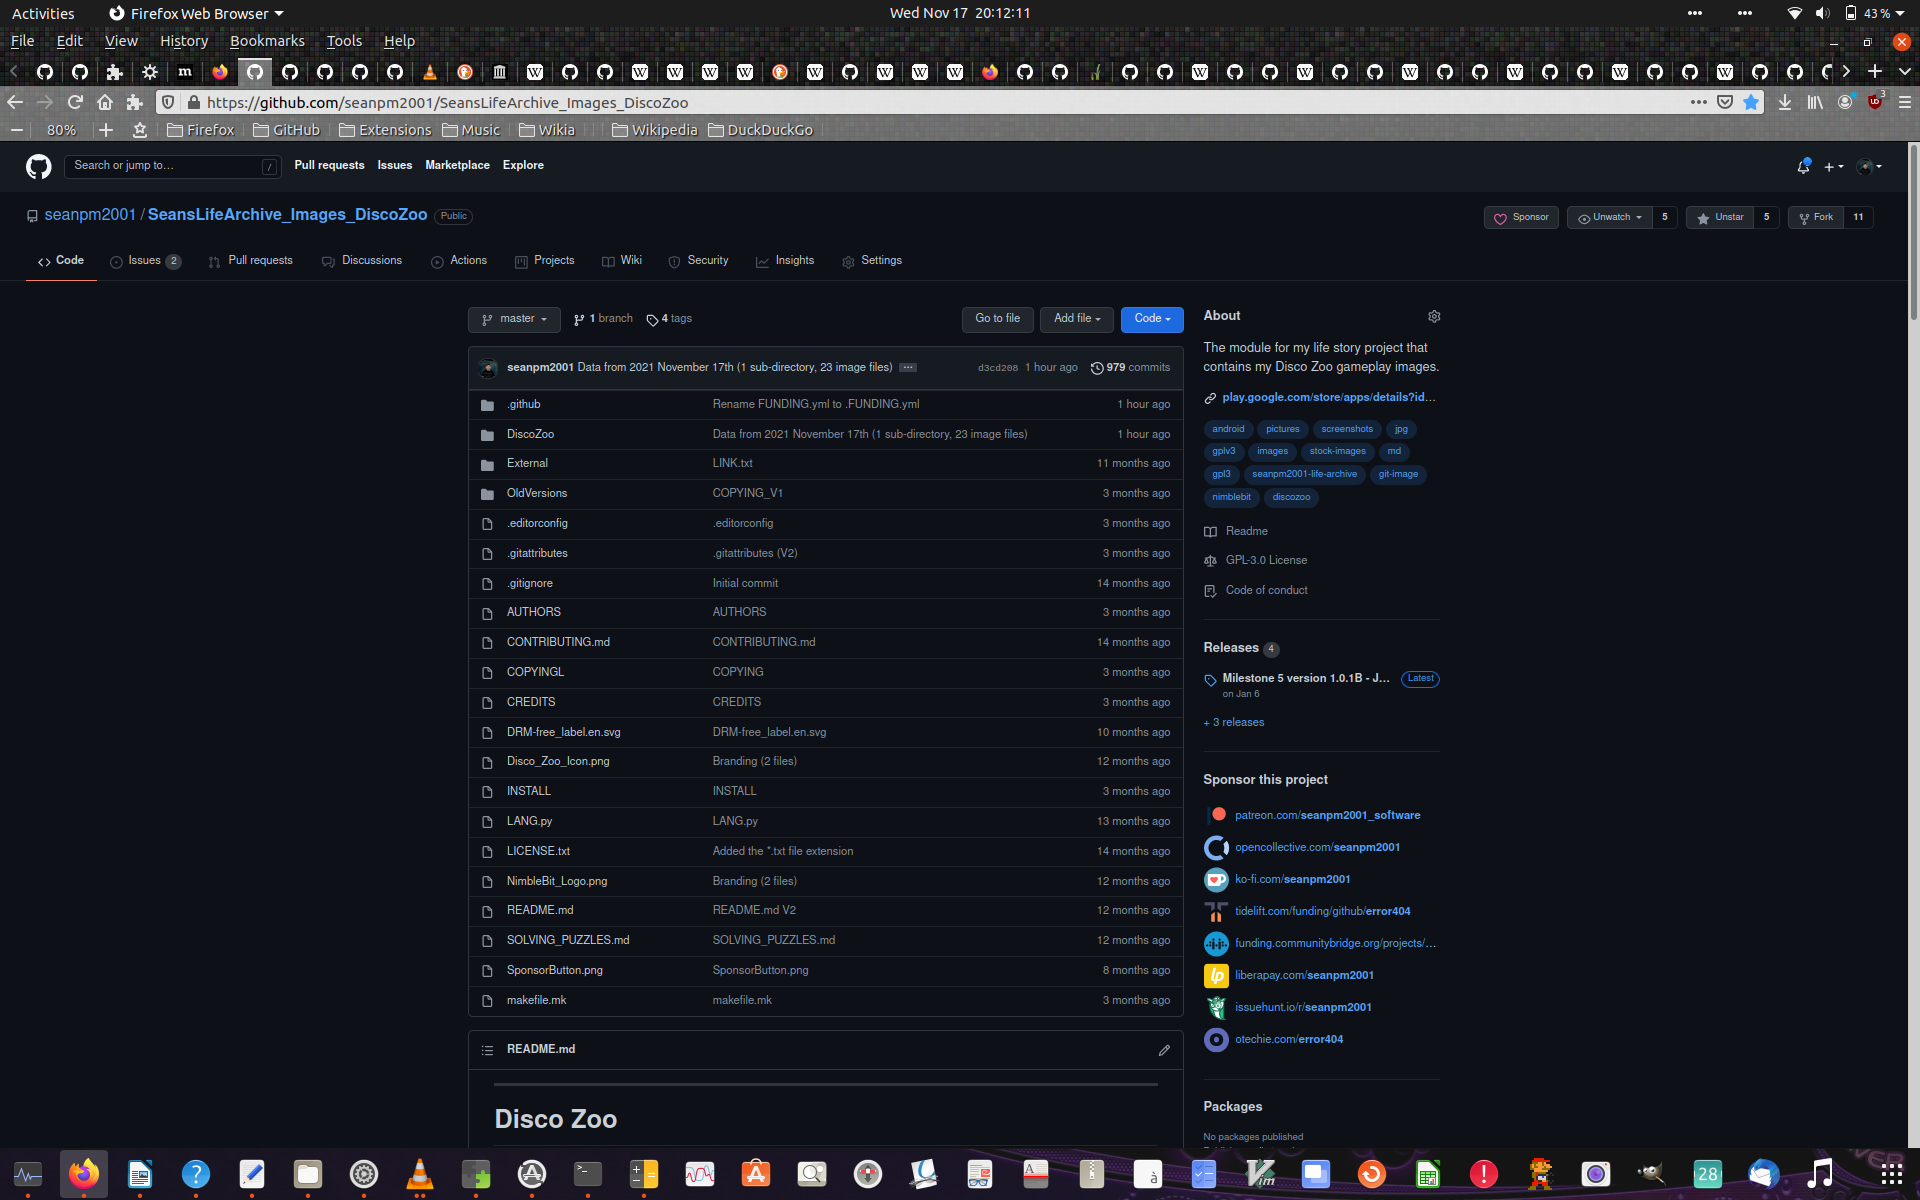 Activities Firefox Web Browser Wed Nov 17 20:12:11 43 %
File Edit View History Bookmarks Tools Help
https://github.com/seanpm2001/SeansLifeArchive_Images_DiscoZoo 3
80% Firefox GitHub Extensions Music Wikia Wikipedia DuckDuckGo
Search or jump to… / Pull requests Issues Marketplace Explore
seanpm2001 / SeansLifeArchive_Images_DiscoZoo Public Sponsor Unwatch 5 Unstar 5 Fork 11
Code Issues 2 Pull requests Discussions Actions Projects Wiki Security Insights Settings
master 1 branch 4 tags Go to file Add file Code
seanpm2001 Data from 2021 November 17th (1 sub-directory, 23 image files) ... d3cd208 1 hour ago 979 commits
.github Rename FUNDING.yml to .FUNDING.yml 1 hour ago
DiscoZoo Data from 2021 November 17th (1 sub-directory, 23 image files) 1 hour ago
External LINK.txt 11 months ago
OldVersions COPYING_V1 3 months ago
.editorconfig .editorconfig 3 months ago
.gitattributes .gitattributes (V2) 3 months ago
.gitignore Initial commit 14 months ago
AUTHORS AUTHORS 3 months ago
CONTRIBUTING.md CONTRIBUTING.md 14 months ago
COPYINGL COPYING 3 months ago
CREDITS CREDITS 3 months ago
DRM-free_label.en.svg DRM-free_label.en.svg 10 months ago
Disco_Zoo_Icon.png Branding (2 files) 12 months ago
INSTALL INSTALL 3 months ago
LANG.py LANG.py 13 months ago
LICENSE.txt Added the *.txt file extension 14 months ago
NimbleBit_Logo.png Branding (2 files) 12 months ago
README.md README.md V2 12 months ago
SOLVING_PUZZLES.md SOLVING_PUZZLES.md 12 months ago
SponsorButton.png SponsorButton.png 8 months ago
makefile.mk makefile.mk 3 months ago
README.md
Disco Zoo
About
The module for my life story project that
contains my Disco Zoo gameplay images.
play.google.com/store/apps/details?id…
android pictures screenshots jpg
gplv3 images stock-images md
gpl3 seanpm2001-life-archive git-image
nimblebit discozoo
Readme
GPL-3.0 License
Code of conduct
Releases 4
Milestone 5 version 1.0.1B - J… Latest
on Jan 6
+ 3 releases
Sponsor this project
patreon.com/seanpm2001_software
opencollective.com/seanpm2001
ko-fi.com/seanpm2001
tidelift.com/funding/github/error404
funding.communitybridge.org/projects/…
liberapay.com/seanpm2001
issuehunt.io/r/seanpm2001
otechie.com/error404
Packages
No packages published
28